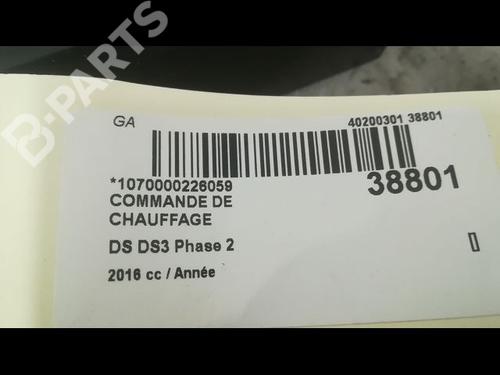 B-PARTS
GA
40200301 38801
*1070000226059
38801
COMMANDE DE
CHAUFFAGE
DS DS3 Phase 2
2016 cc / Année